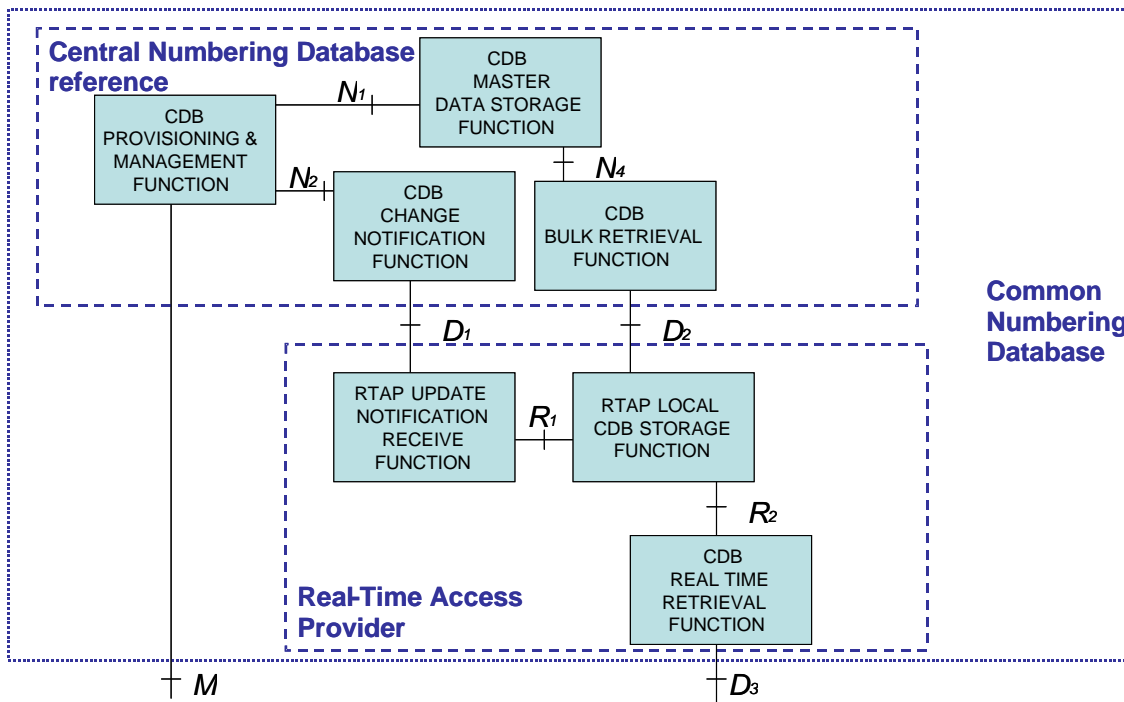 Central Numbering Database
reference
CDB
MASTER
DATA STORAGE
FUNCTION
N1
CDB
PROVISIONING &
MANAGEMENT
FUNCTION
N2
N4
CDB
CHANGE
NOTIFICATION
FUNCTION
CDB
BULK RETRIEVAL
FUNCTION
Common
Numbering
Database
D1
D2
RTAP UPDATE
NOTIFICATION
RECEIVE
FUNCTION
R1
RTAP LOCAL
CDB STORAGE
FUNCTION
R2
CDB
REAL TIME
RETRIEVAL
FUNCTION
Real-Time Access
Provider
M
D3